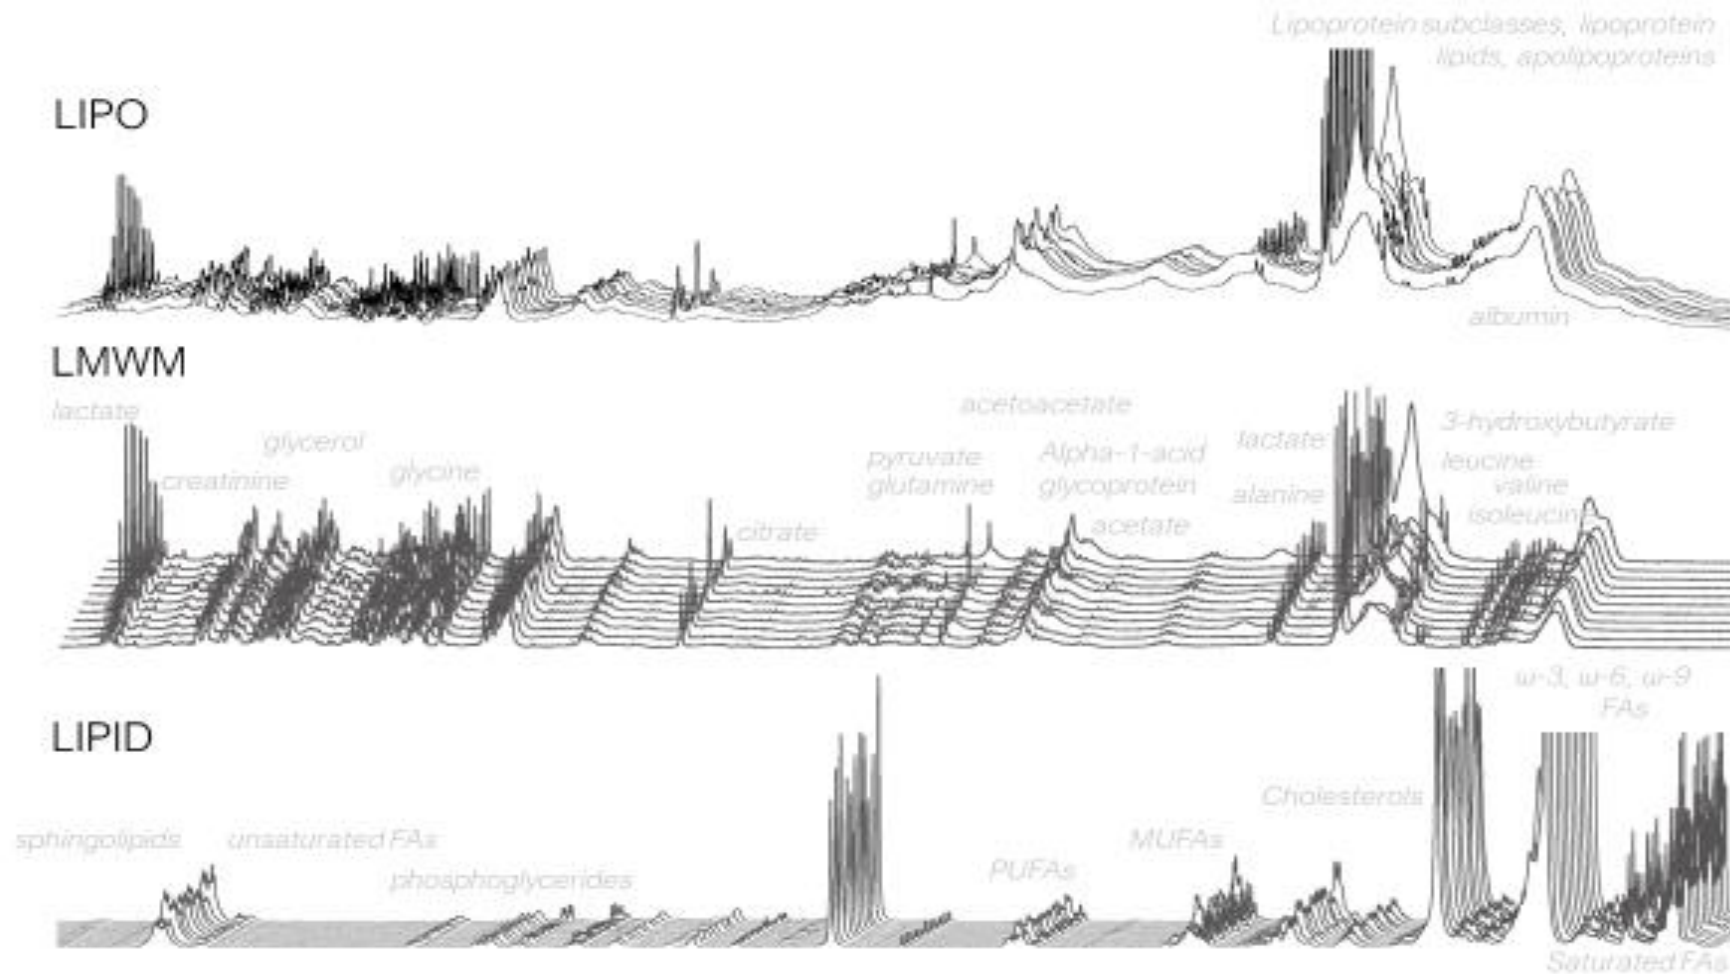 Lipoprotein subclasses, lipoprotein
lipids, apolipoproteins
LIPO
albumin
LMWM
lactate
glycerol
creatinine
glycine
citrate
acetoacetate
pyruvate
glutamine
Alpha-1-acid
glycoprotein
acetate
lactate
alanine
3-hydroxybutyrate
leucine
valine
isoleucine
LIPID
ω-3, ω-6, ω-9
FAs
Cholesterols
sphingolipids
unsaturated FAs
phosphoglycerides
PUFAs
MUFAs
Saturated FAs